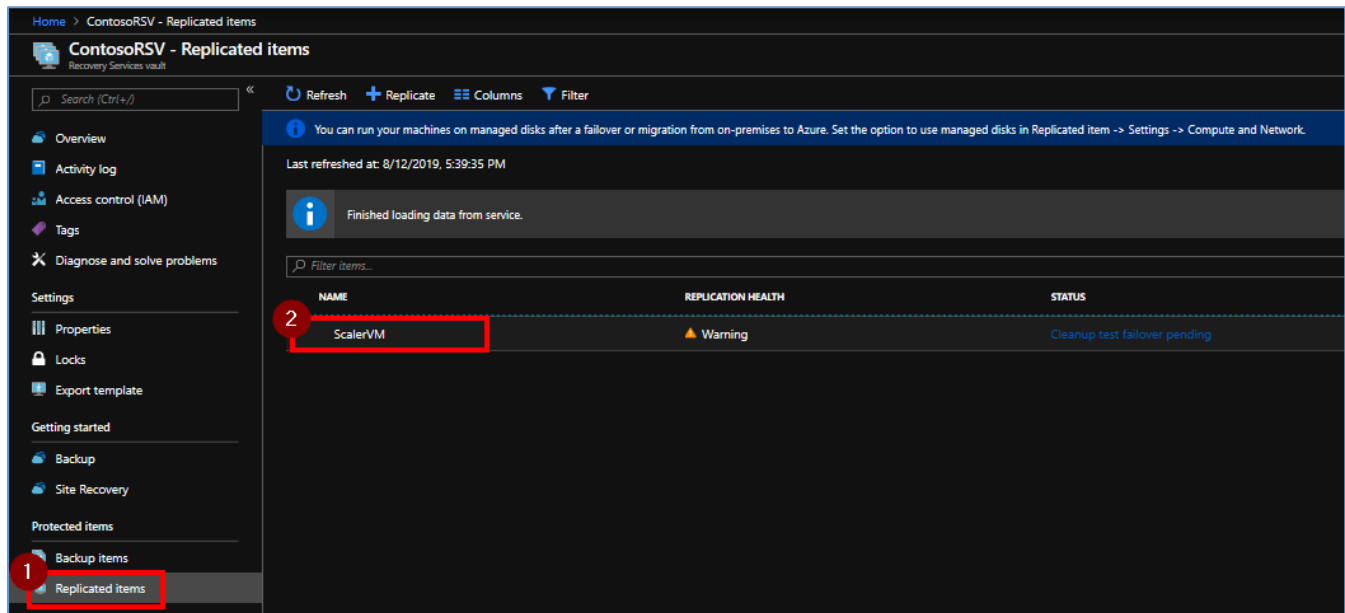 Home > ContosoRSV - Replicated items
ContosoRSV - Replicated items
Recovery Services vault
Search (Ctrl+/)
«
Overview
Activity log
Access control (IAM)
Tags
Diagnose and solve problems
Settings
Properties
Locks
Export template
Getting started
Backup
Site Recovery
Protected items
Backup items
1
Replicated items
Refresh Replicate Columns Filter
You can run your machines on managed disks after a failover or migration from on-premises to Azure. Set the option to use managed disks in Replicated item -> Settings -> Compute and Network.
Last refreshed at: 8/12/2019, 5:39:35 PM
Finished loading data from service.
Filter items...
NAME REPLICATION HEALTH STATUS
2
ScalerVM Warning Cleanup test failover pending